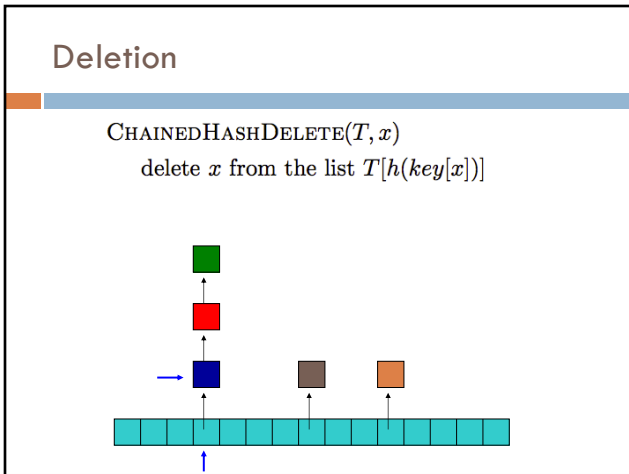 Deletion
CHAINEDHASHDELETE(T, x)
delete x from the list T[h(key[x])]